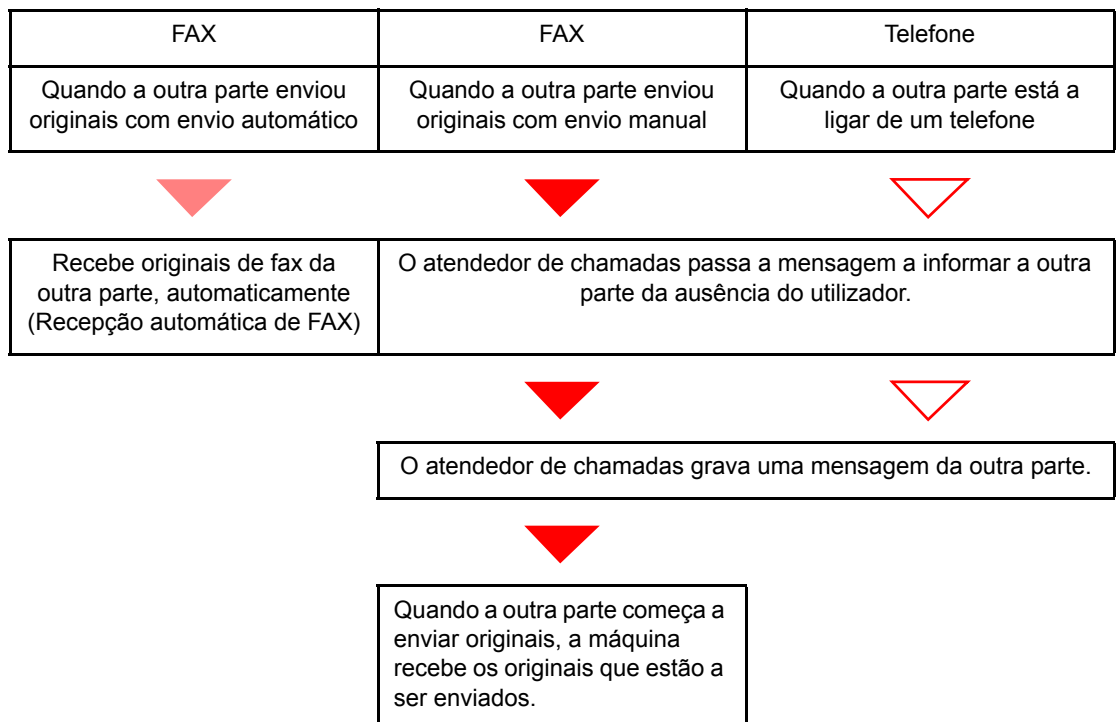 FAX
FAX
Telefone
Quando a outra parte enviou
originais com envio automático
Quando a outra parte enviou
originais com envio manual
Quando a outra parte está a
ligar de um telefone
Recebe originais de fax da
outra parte, automaticamente
(Recepção automática de FAX)
O atendedor de chamadas passa a mensagem a informar a outra
parte da ausência do utilizador.
O atendedor de chamadas grava uma mensagem da outra parte.
Quando a outra parte começa a
enviar originais, a máquina
recebe os originais que estão a
ser enviados.